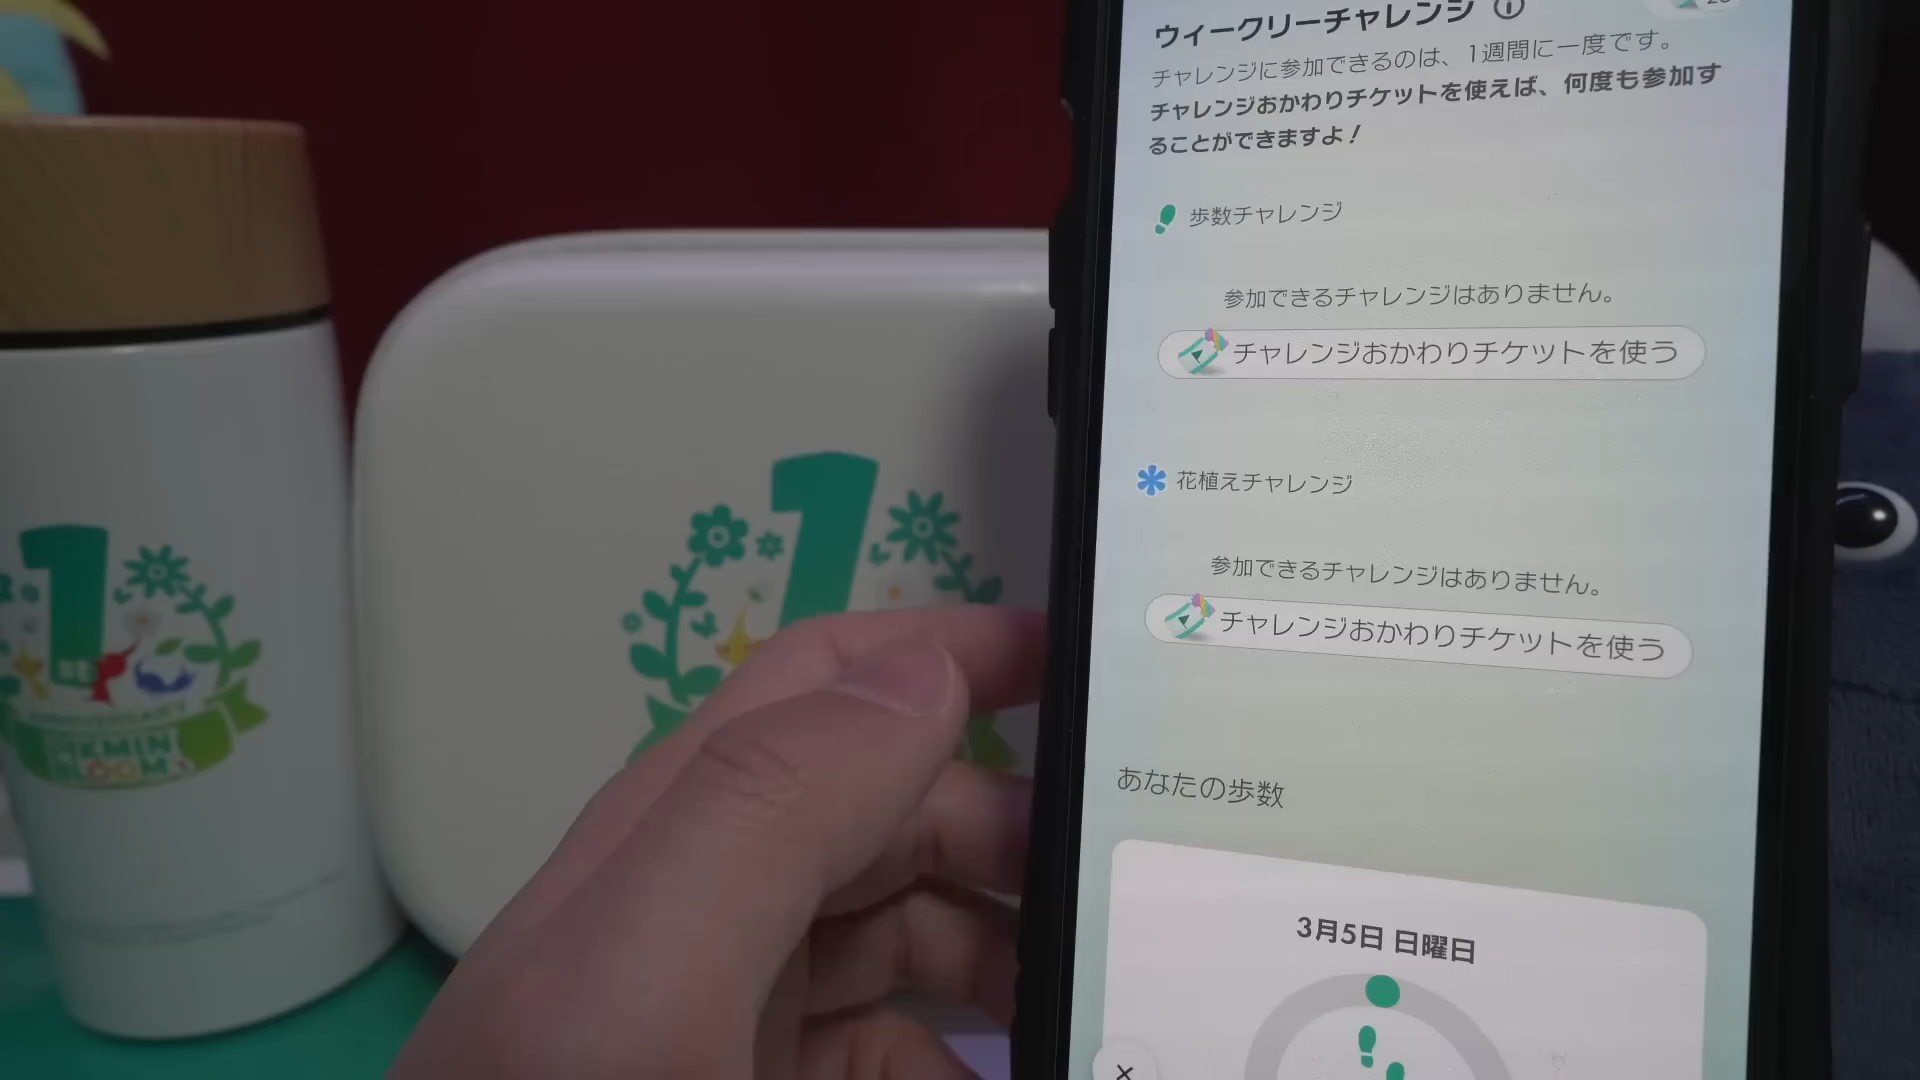 ウィークリーチャレンジ
チャレンジに参加できるのは、1週間に一度です。
チャレンジおかわりチケットを使えば、何度も参加す
ることができますよ！
歩数チャレンジ
参加できるチャレンジはありません。
チャレンジおかわりチケットを使う
花植えチャレンジ
参加できるチャレンジはありません。
チャレンジおかわりチケットを使う
あなたの歩数
3月5日 日曜日
1
1
ANNIVERSARY
PIKMIN
BLOOM